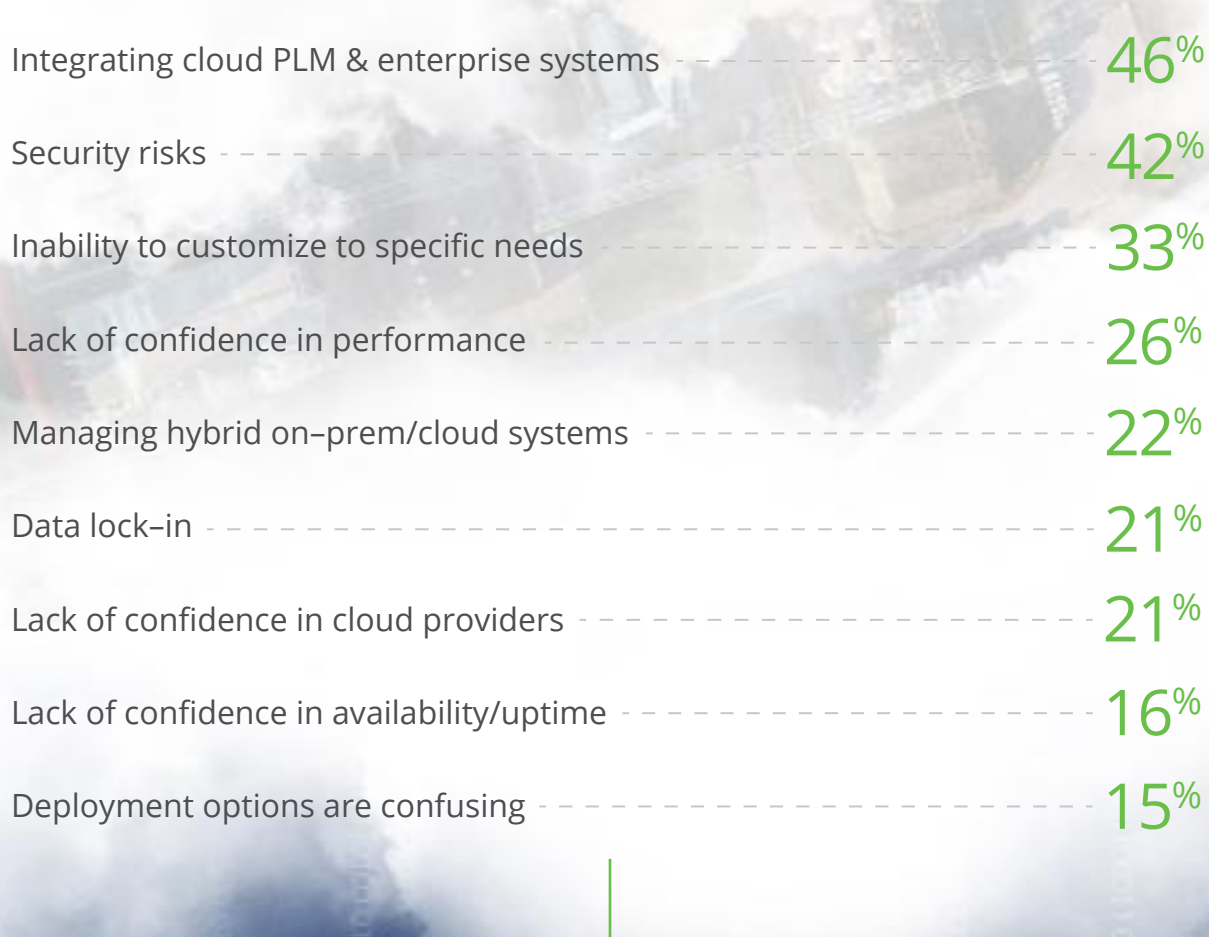 Integrating cloud PLM & enterprise systems 46%
Security risks 42%
Inability to customize to specific needs 33%
Lack of confidence in performance 26%
Managing hybrid on–prem/cloud systems 22%
Data lock–in 21%
Lack of confidence in cloud providers 21%
Lack of confidence in availability/uptime 16%
Deployment options are confusing 15%